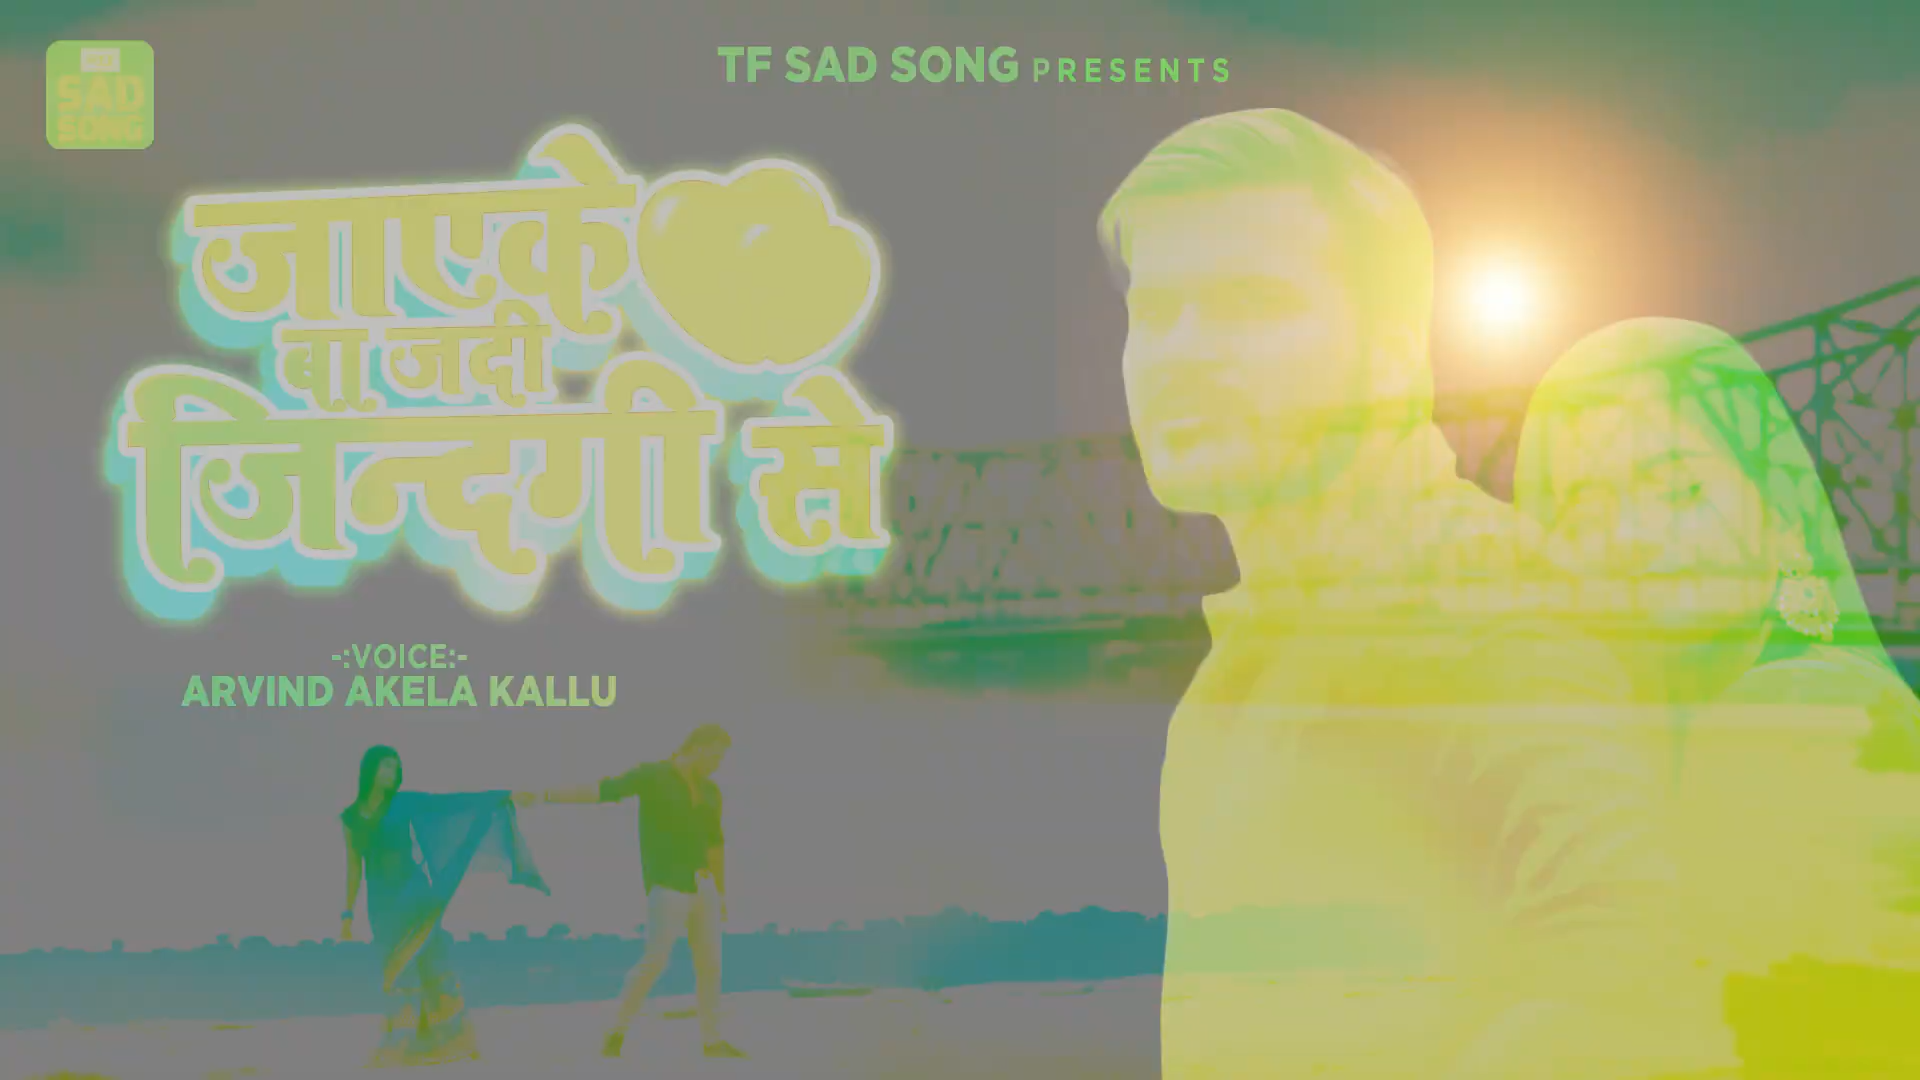 TF SAD SONG PRESENTS
SAD
SONG
जाएके
बा जदी
जिन्दगी से
-:VOICE:-
ARVIND AKELA KALLU